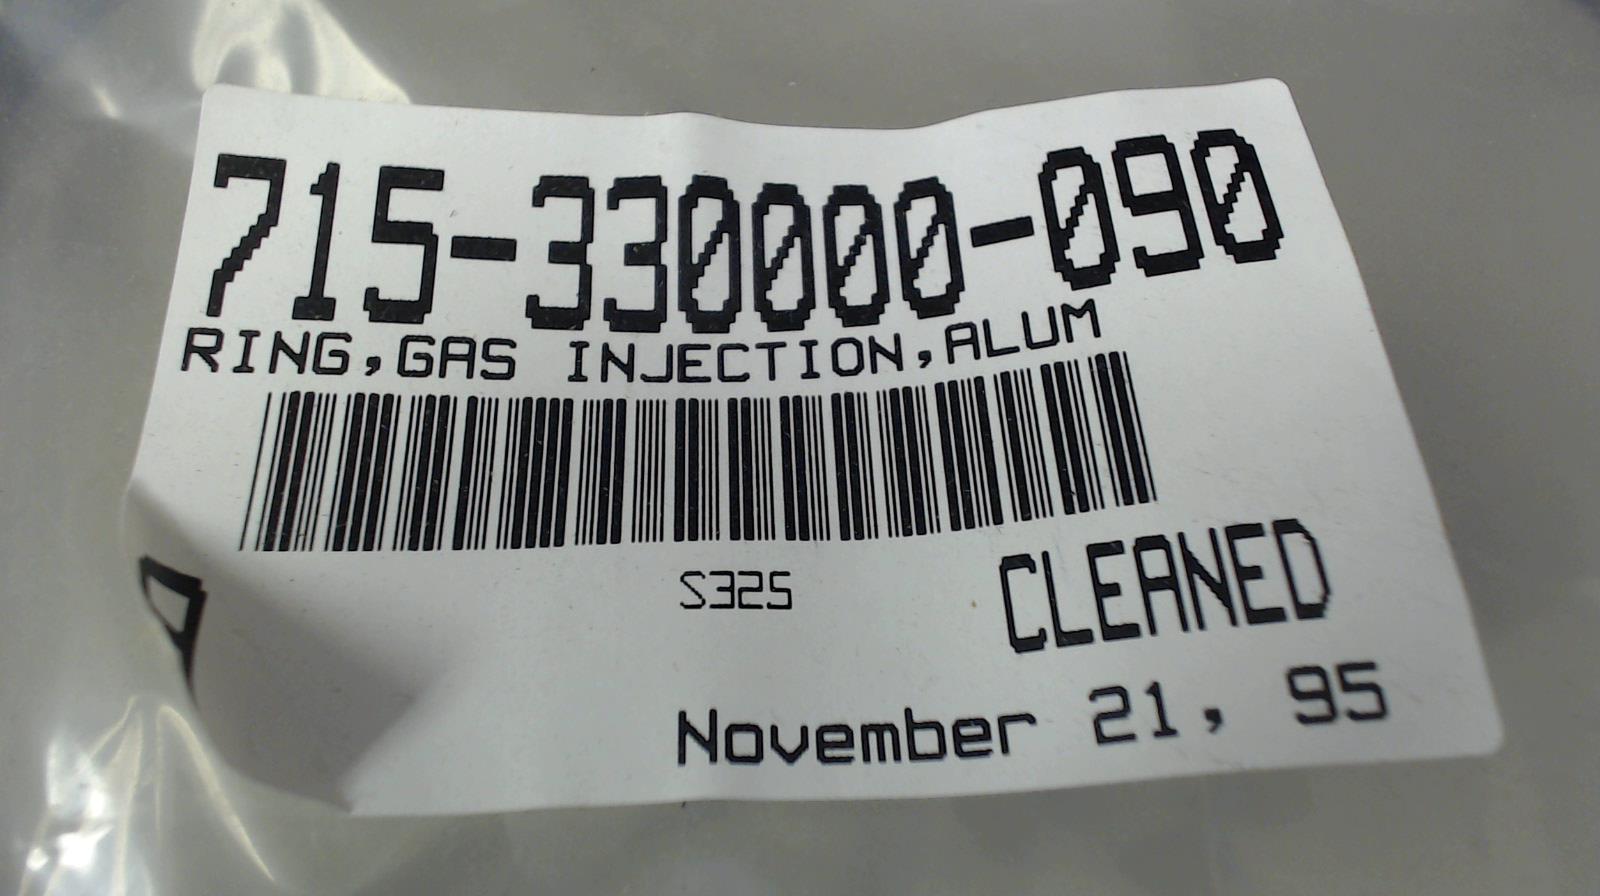 715-330000-090
RING,GAS INJECTION,ALUM
S325
CLEANED
November 21, 95